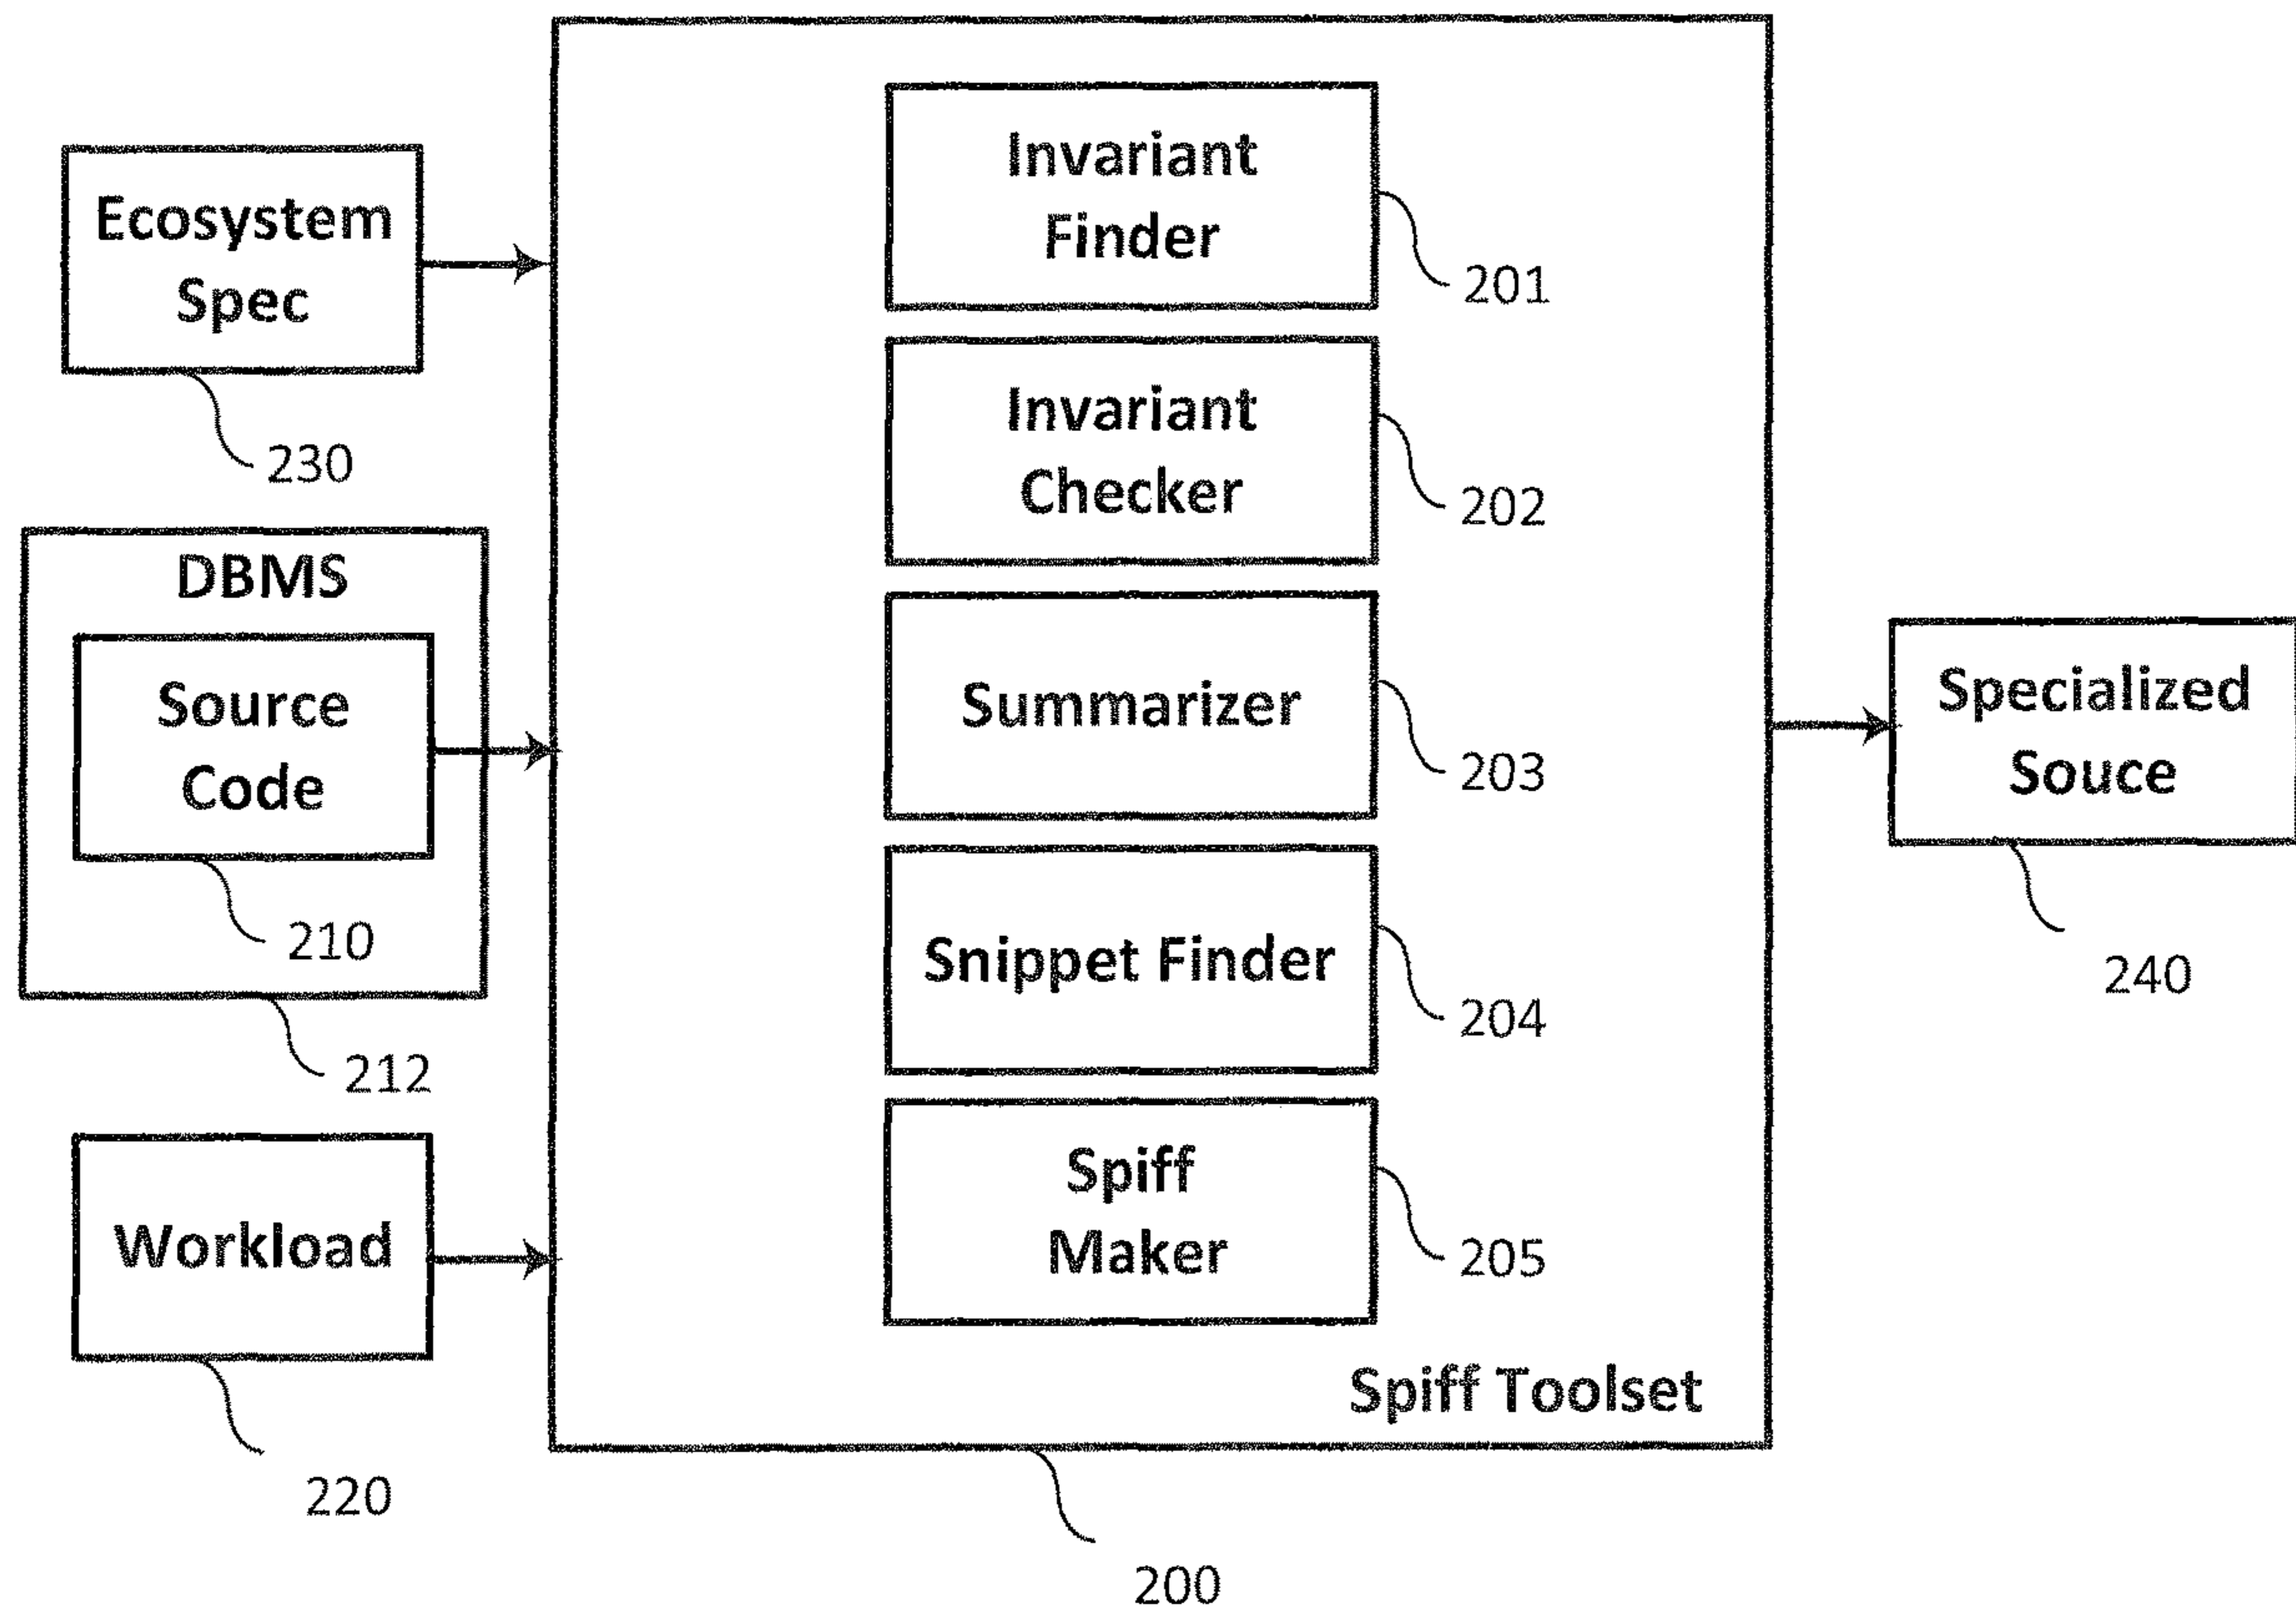 Ecosystem
Spec
230
DBMS
Source
Code
210
212
Workload
220
Invariant
Finder
201
Invariant
Checker
202
Summarizer
203
Snippet Finder
204
Spiff
Maker
205
Spiff Toolset
200
Specialized
Souce
240